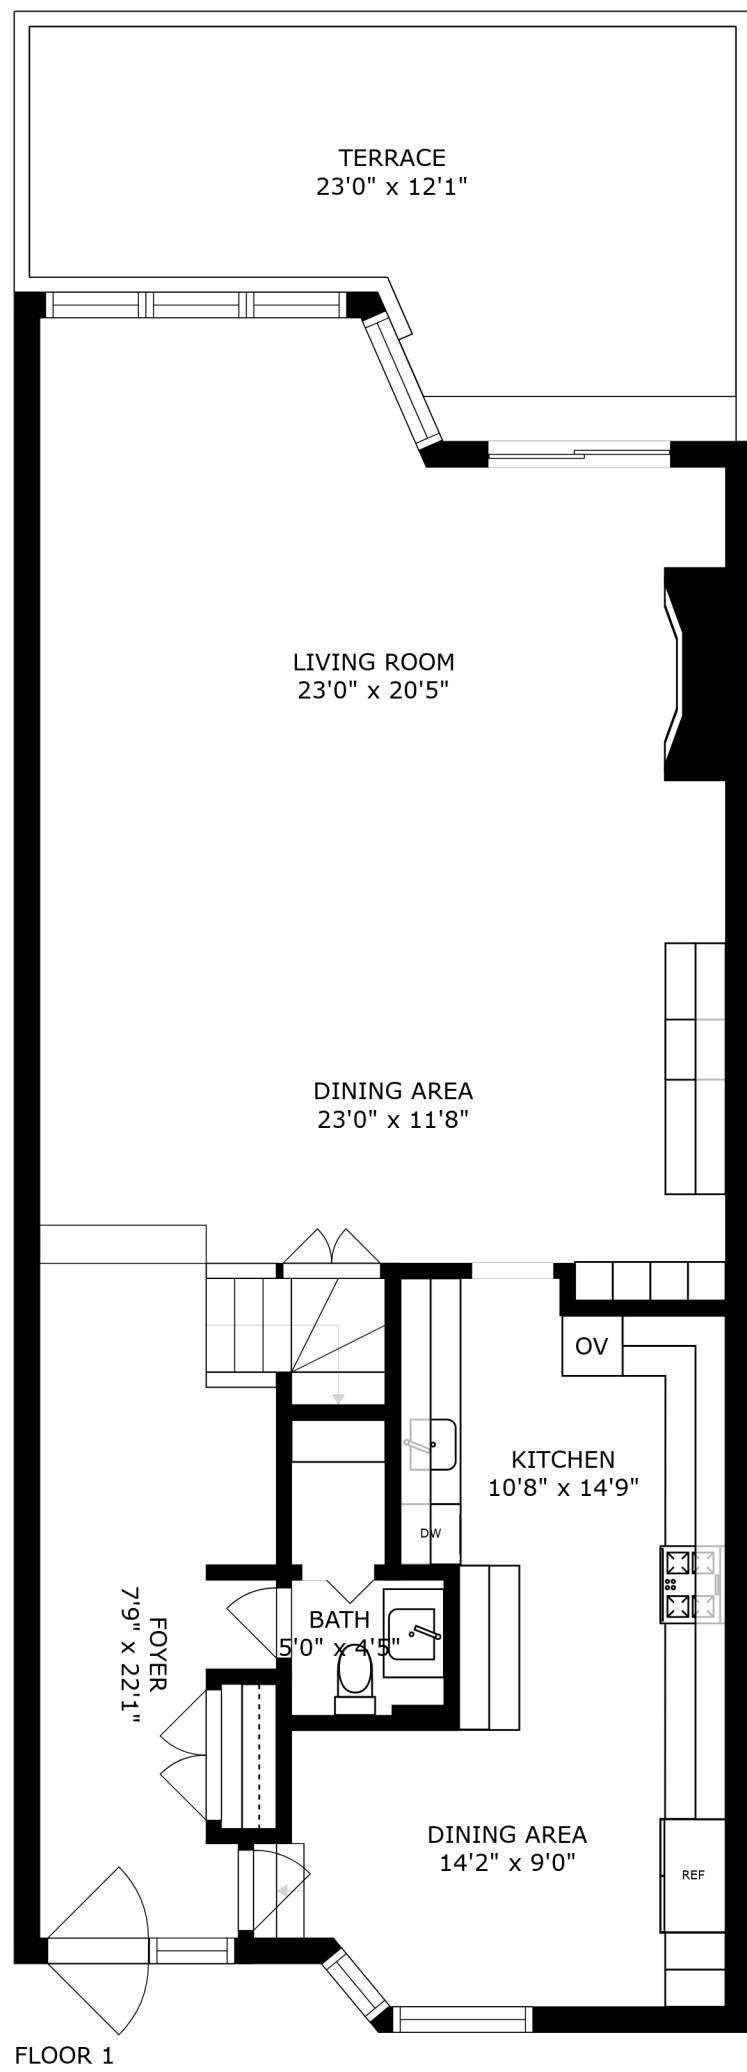 TERRACE
23'0" x 12'1"
LIVING ROOM
23'0" x 20'5"
DINING AREA
23'0" x 11'8"
OV
KITCHEN
10'8" x 14'9"
DW
BATH
5'0" x 4'5"
FOYER
7'9" x 22'1"
DINING AREA
14'2" x 9'0"
REF
FLOOR 1